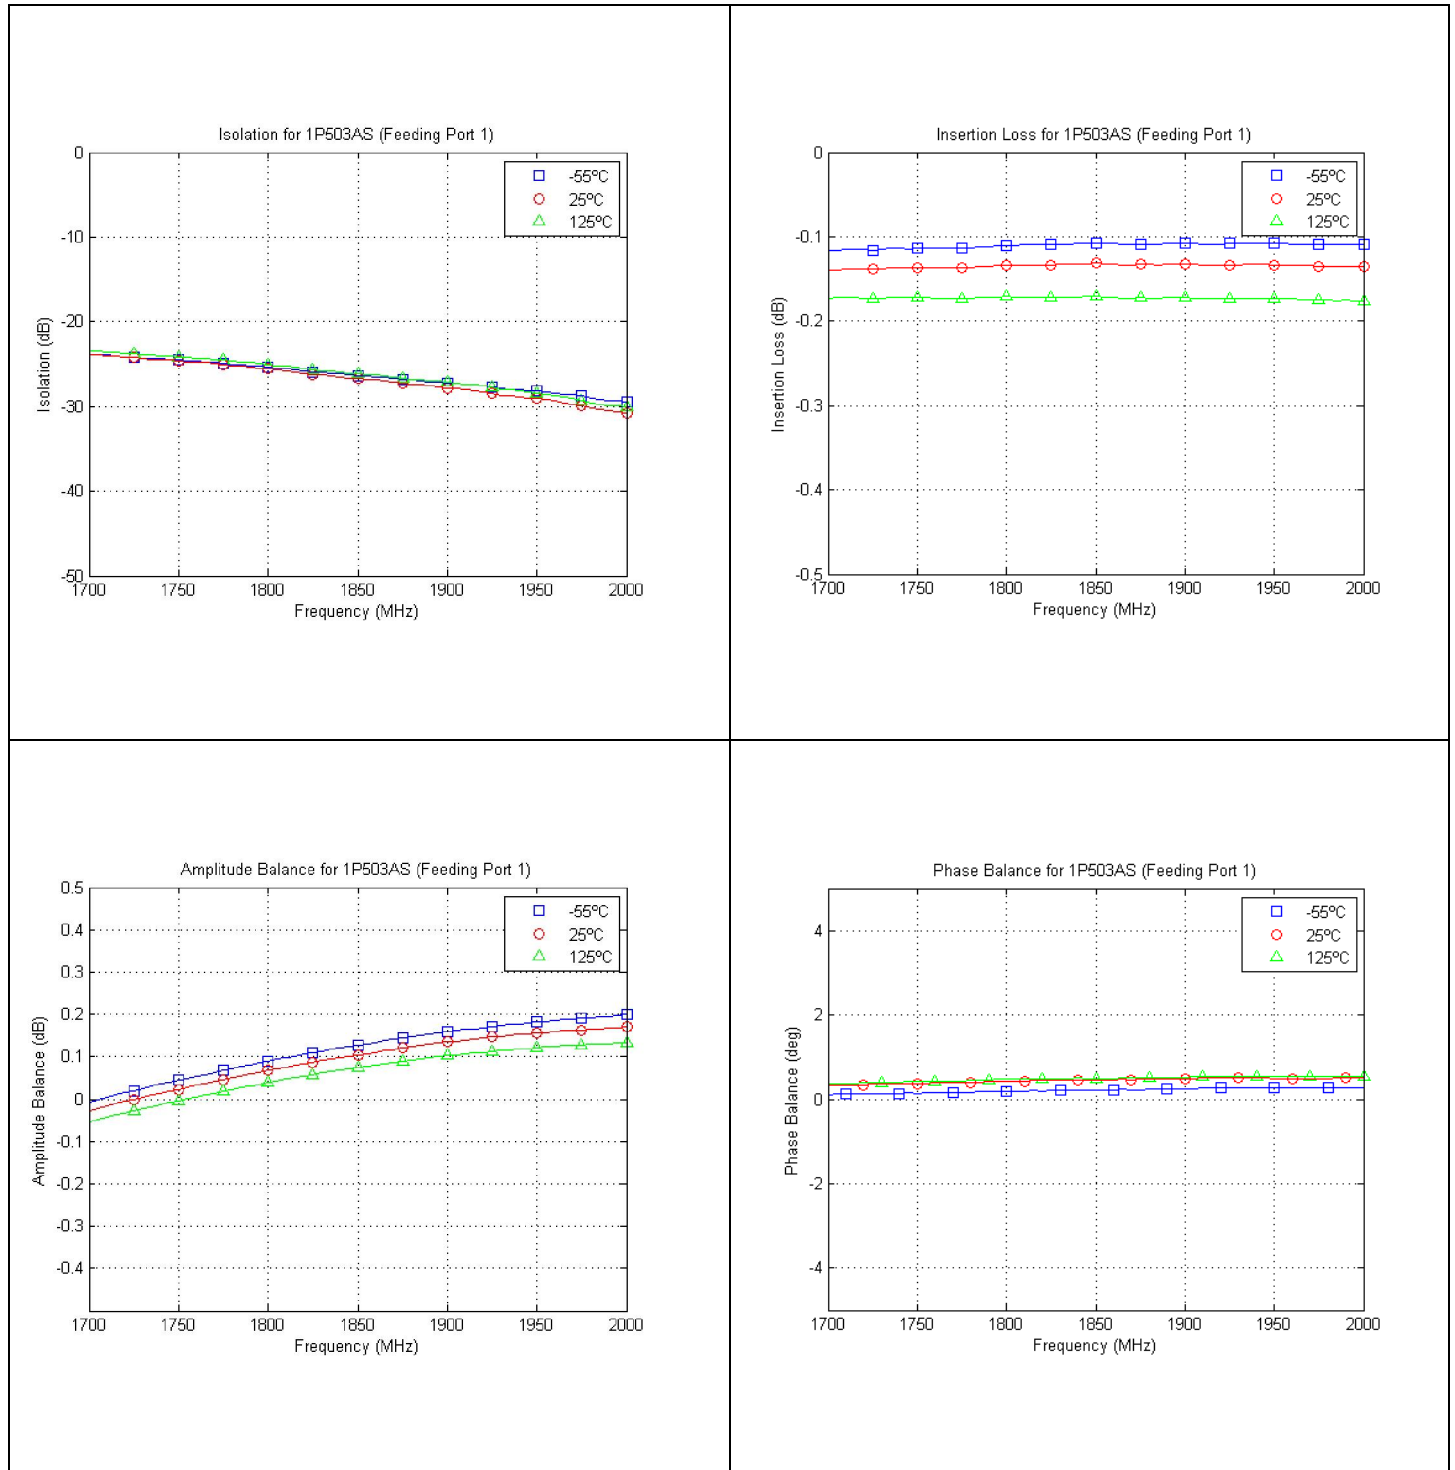 Isolation for 1P503AS (Feeding Port 1)
0
-10
-20
-30
-40
-50
Isolation (dB)
-55ºC
25ºC
125ºC
1700 1750 1800 1850 1900 1950 2000
Frequency (MHz)
Insertion Loss for 1P503AS (Feeding Port 1)
0
-0.1
-0.2
-0.3
-0.4
-0.5
Insertion Loss (dB)
-55ºC
25ºC
125ºC
1700 1750 1800 1850 1900 1950 2000
Frequency (MHz)
Amplitude Balance for 1P503AS (Feeding Port 1)
0.5
0.4
0.3
0.2
0.1
0
-0.1
-0.2
-0.3
-0.4
Amplitude Balance (dB)
-55ºC
25ºC
125ºC
1700 1750 1800 1850 1900 1950 2000
Frequency (MHz)
Phase Balance for 1P503AS (Feeding Port 1)
4
2
0
-2
-4
Phase Balance (deg)
-55ºC
25ºC
125ºC
1700 1750 1800 1850 1900 1950 2000
Frequency (MHz)